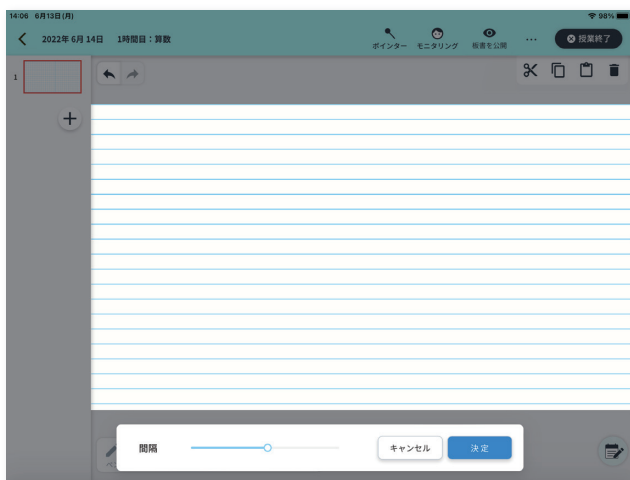 14:06 6月13日(月)
98%
2022年 6月 14日 1時間目：算数
ポインター モニタリング 板書を公開 … 授業終了
1
間隔 キャンセル 決定